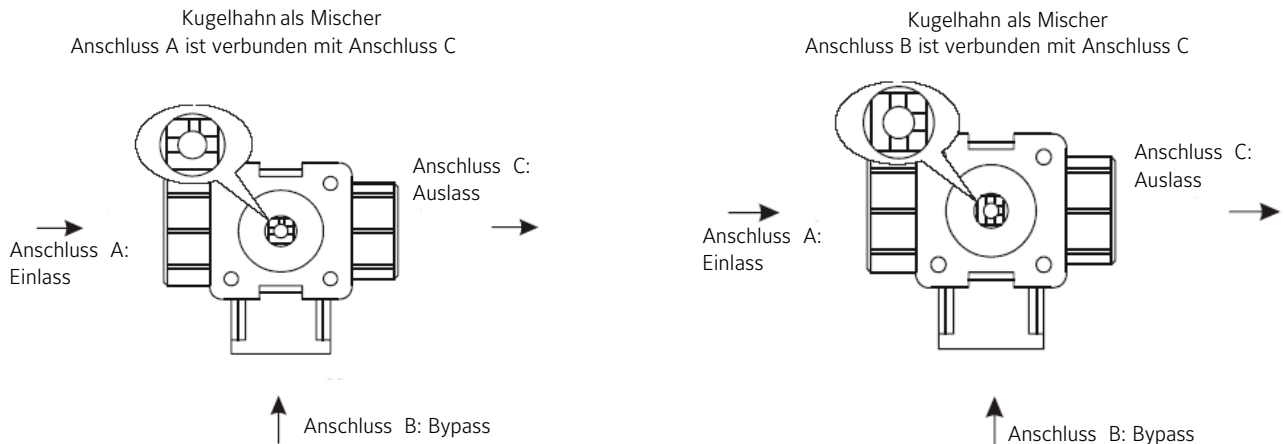 Kugelhahn als Mischer
Anschluss A ist verbunden mit Anschluss C
Anschluss C:
Auslass
Anschluss A:
Einlass
Anschluss B: Bypass
Kugelhahn als Mischer
Anschluss B ist verbunden mit Anschluss C
Anschluss C:
Auslass
Anschluss A:
Einlass
Anschluss B: Bypass